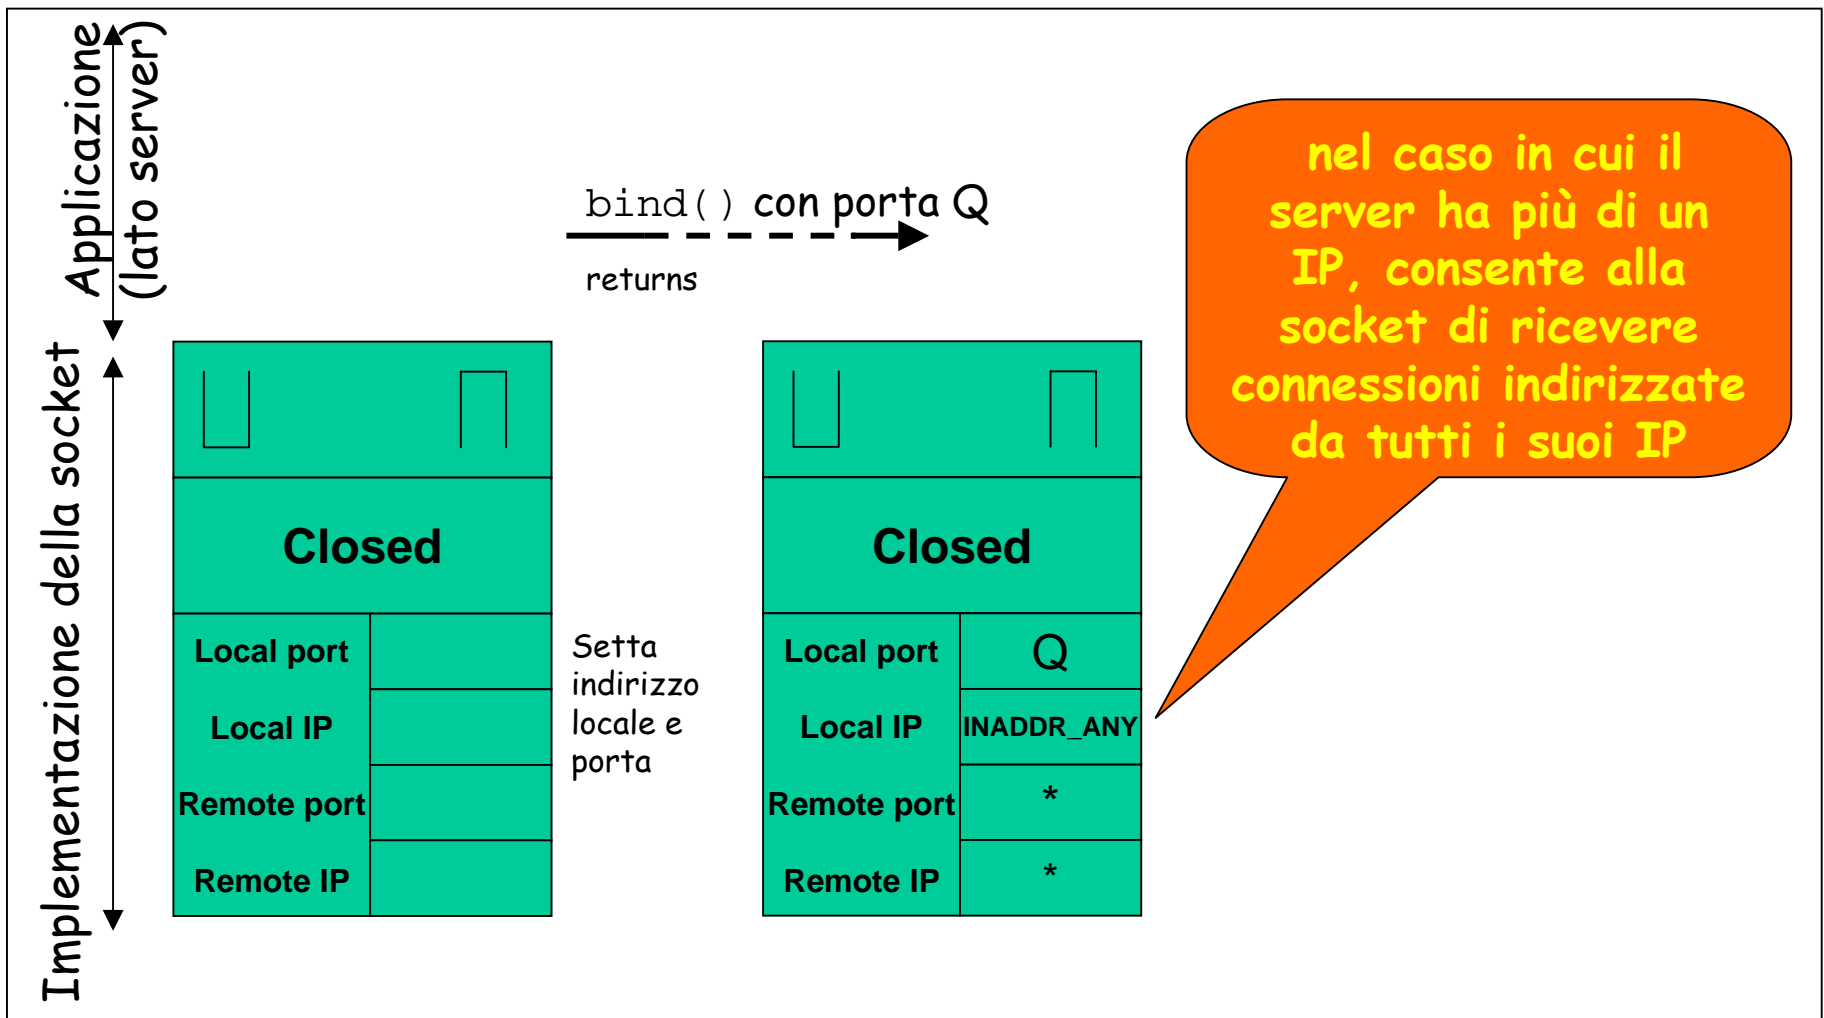 Applicazione
(lato server)
bind() con porta Q
returns
nel caso in cui il
server ha più di un
IP, consente alla
socket di ricevere
connessioni indirizzate
da tutti i suoi IP
Implementazione della socket
Closed
Local port
Local IP
Remote port
Remote IP
Setta
indirizzo
locale e
porta
Closed
Local port Q
Local IP INADDR_ANY
Remote port *
Remote IP *